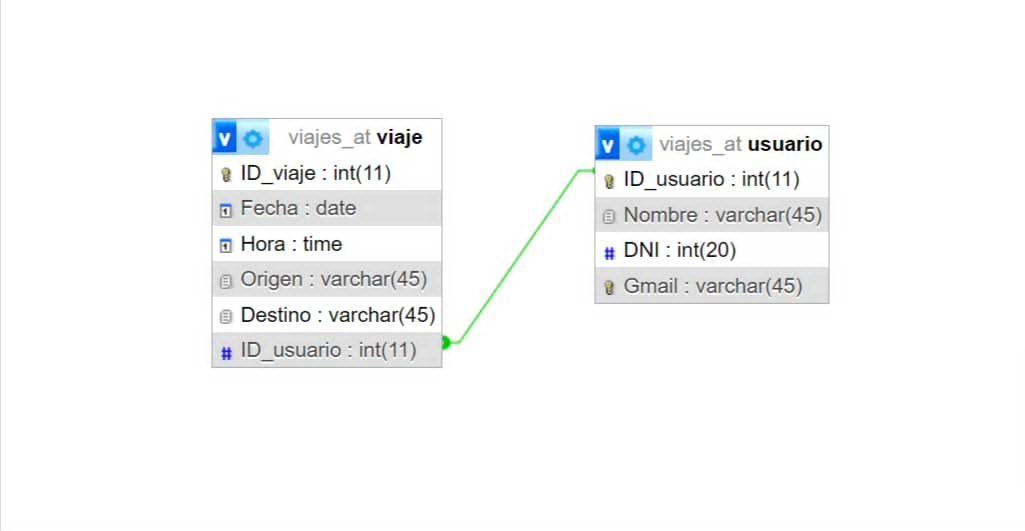 v viajes_at viaje
ID_viaje : int(11)
Fecha : date
Hora : time
Origen : varchar(45)
Destino : varchar(45)
# ID_usuario : int(11)
v viajes_at usuario
ID_usuario : int(11)
Nombre : varchar(45)
# DNI : int(20)
Gmail : varchar(45)